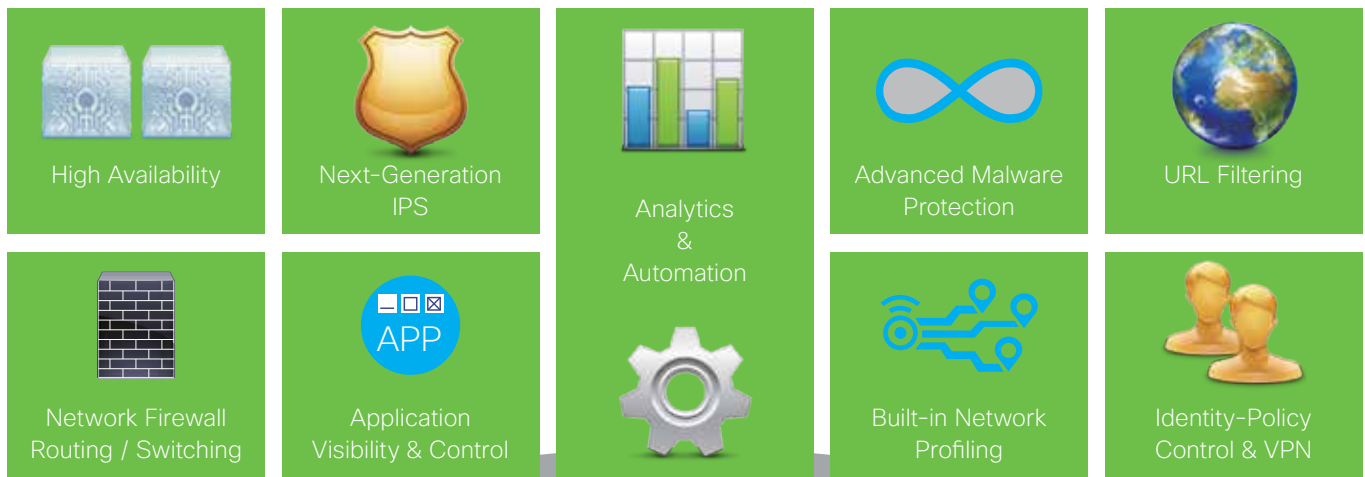 High Availability
Next-Generation
IPS
Analytics
&
Automation
Advanced Malware
Protection
URL Filtering
Network Firewall
Routing / Switching
APP
Application
Visibility & Control
Built-in Network
Profiling
Identity-Policy
Control & VPN